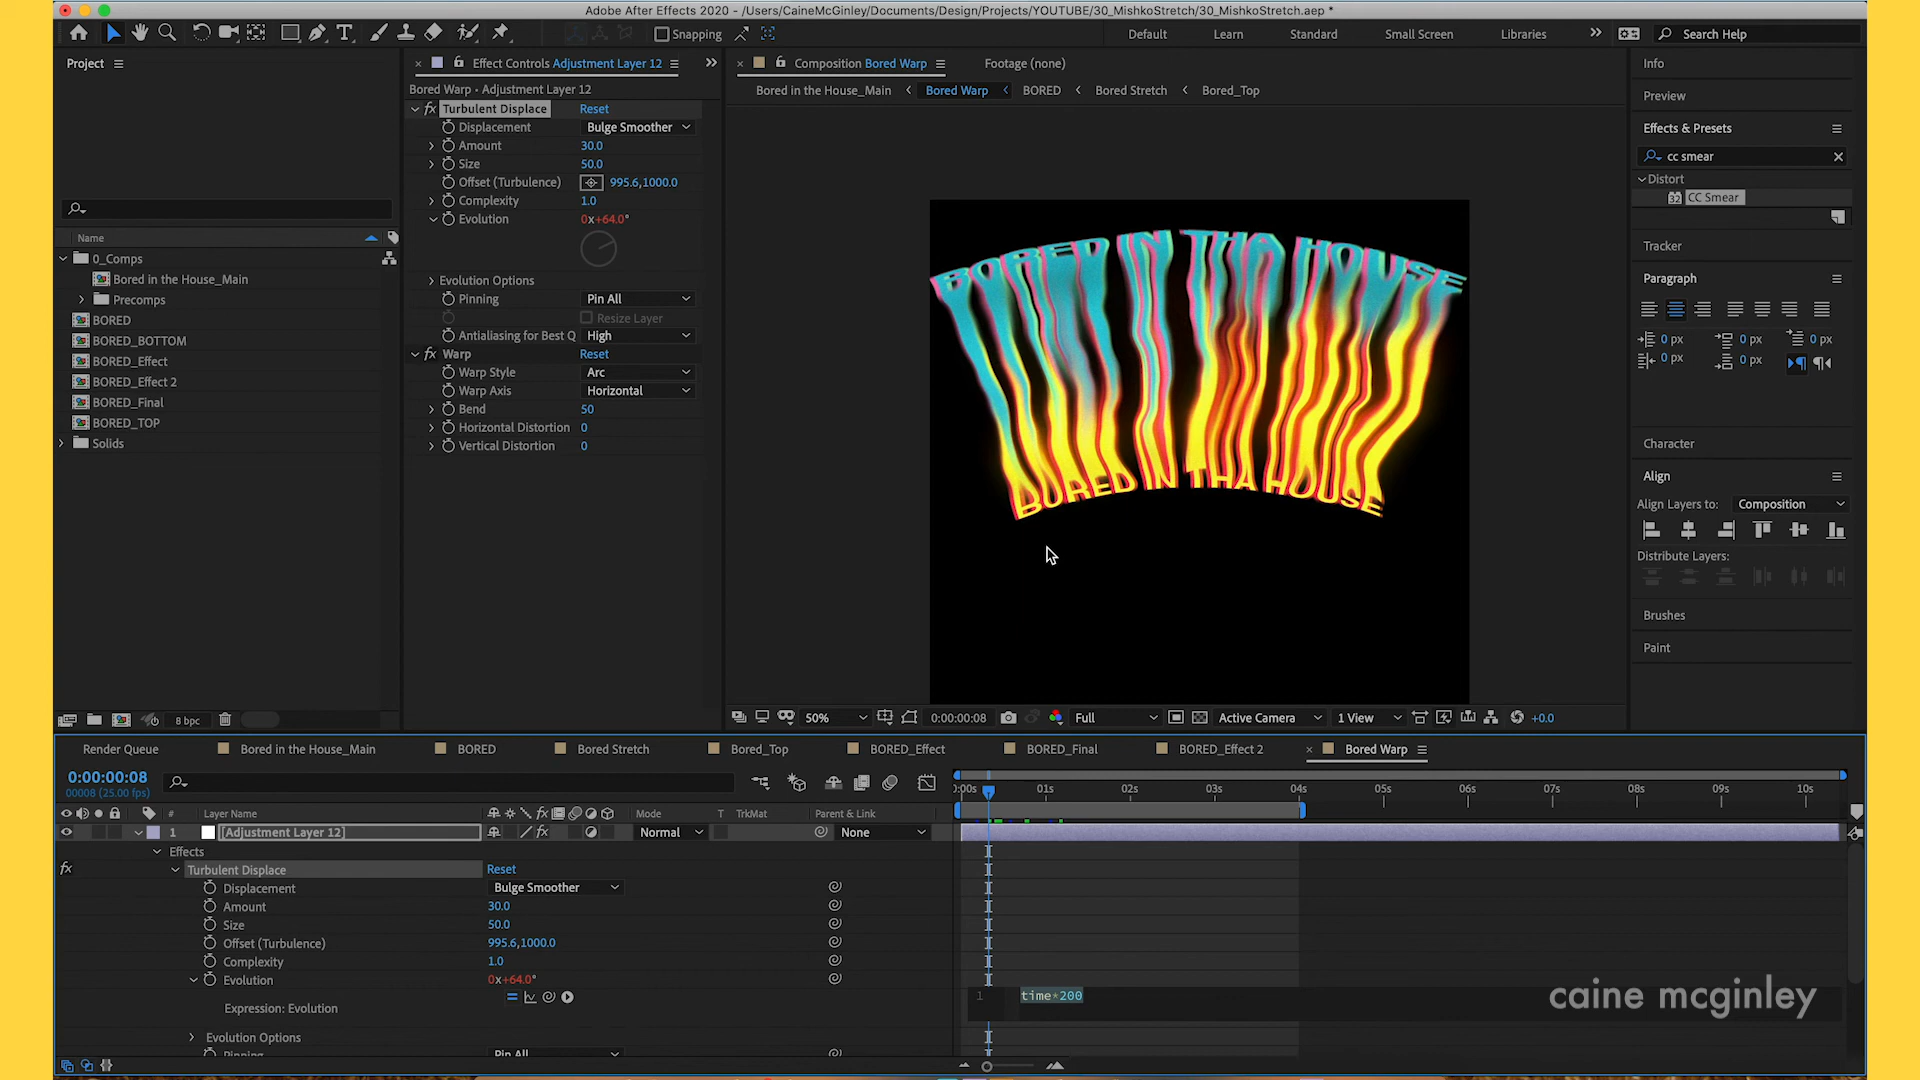 Adobe After Effects 2020 - /Users/CaineMcGinley/Documents/Design/Projects/YOUTUBE/30_MishkoStretch/30_MishkoStretch.aep *
Snapping
Default
Learn
Standard
Small Screen
Libraries
Search Help
Project
Name
0_Comps
Bored in the House_Main
Precomps
BORED
BORED_BOTTOM
BORED_Effect
BORED_Effect 2
BORED_Final
BORED_TOP
Solids
8 bpc
Effect Controls Adjustment Layer 12
Bored Warp • Adjustment Layer 12
fx Turbulent Displace Reset
Displacement Bulge Smoother
Amount 30.0
Size 50.0
Offset (Turbulence) 995.6,1000.0
Complexity 1.0
Evolution 0x+64.0°
Evolution Options
Pinning Pin All
Resize Layer
Antialiasing for Best Q High
fx Warp Reset
Warp Style Arc
Warp Axis Horizontal
Bend 50
Horizontal Distortion 0
Vertical Distortion 0
Composition Bored Warp
Footage (none)
Bored in the House_Main
Bored Warp
BORED
Bored Stretch
Bored_Top
BORED IN THA HOUSE
BORED IN THA HOUSE
50% 0:00:00:08 Full Active Camera 1 View +0.0
Info
Preview
Effects & Presets
cc smear
Distort
32 CC Smear
Tracker
Paragraph
0 px 0 px 0 px
0 px 0 px
Character
Align
Align Layers to: Composition
Distribute Layers:
Brushes
Paint
Render Queue
Bored in the House_Main
BORED
Bored Stretch
Bored_Top
BORED_Effect
BORED_Final
BORED_Effect 2
Bored Warp
0:00:00:08
00008 (25.00 fps)
:00s 01s 02s 03s 04s 05s 06s 07s 08s 09s 10s
# Layer Name Mode T TrkMat Parent & Link
1 [Adjustment Layer 12] Normal None
Effects
fx Turbulent Displace Reset
Displacement Bulge Smoother
Amount 30.0
Size 50.0
Offset (Turbulence) 995.6,1000.0
Complexity 1.0
Evolution 0x+64.0°
Expression: Evolution
1 time*200
Evolution Options
Pinning Pin All
caine mcginley